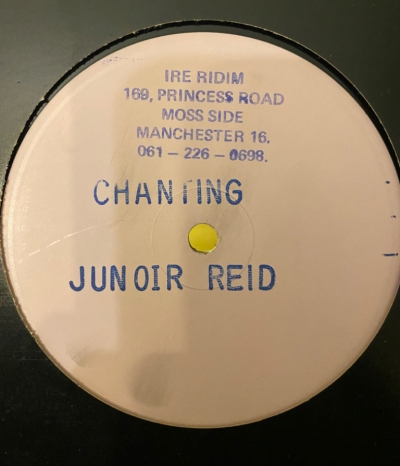 IRE RIDIM
169, PRINCESS ROAD
MOSS SIDE
MANCHESTER 16.
061 — 226 — 0698.
CHANTING
JUNOIR REID